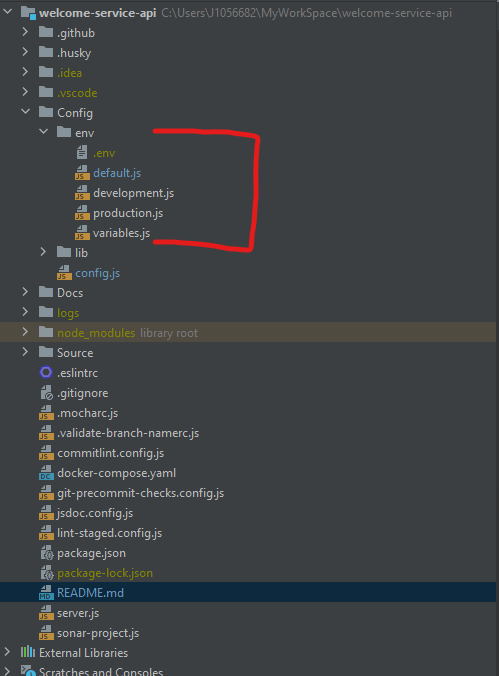 welcome-service-api C:\Users\J1056682\MyWorkSpace\welcome-service-api
.github
.husky
.idea
.vscode
Config
env
.env
default.js
development.js
production.js
variables.js
lib
config.js
Docs
logs
node_modules library root
Source
.eslintrc
.gitignore
.mocharc.js
.validate-branch-namerc.js
commitlint.config.js
docker-compose.yaml
git-precommit-checks.config.js
jsdoc.config.js
lint-staged.config.js
package.json
package-lock.json
README.md
server.js
sonar-project.js
External Libraries
Scratches and Consoles